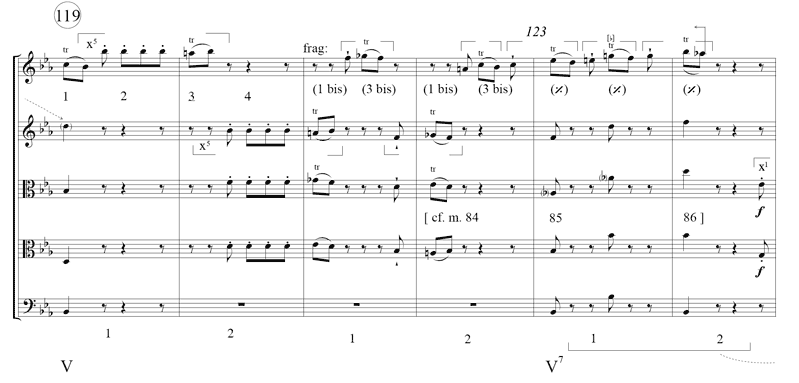 119
123
tr x⁵ tr frag: tr tr tr tr [♮] tr
(1 bis) (3 bis) (1 bis) (3 bis) (٪) (٪) (٪)
1 2 3 4
tr tr
x⁵
tr tr x¹
f
[ cf. m. 84 85 86 ]
f
1 2 1 2 1 2
V V⁷